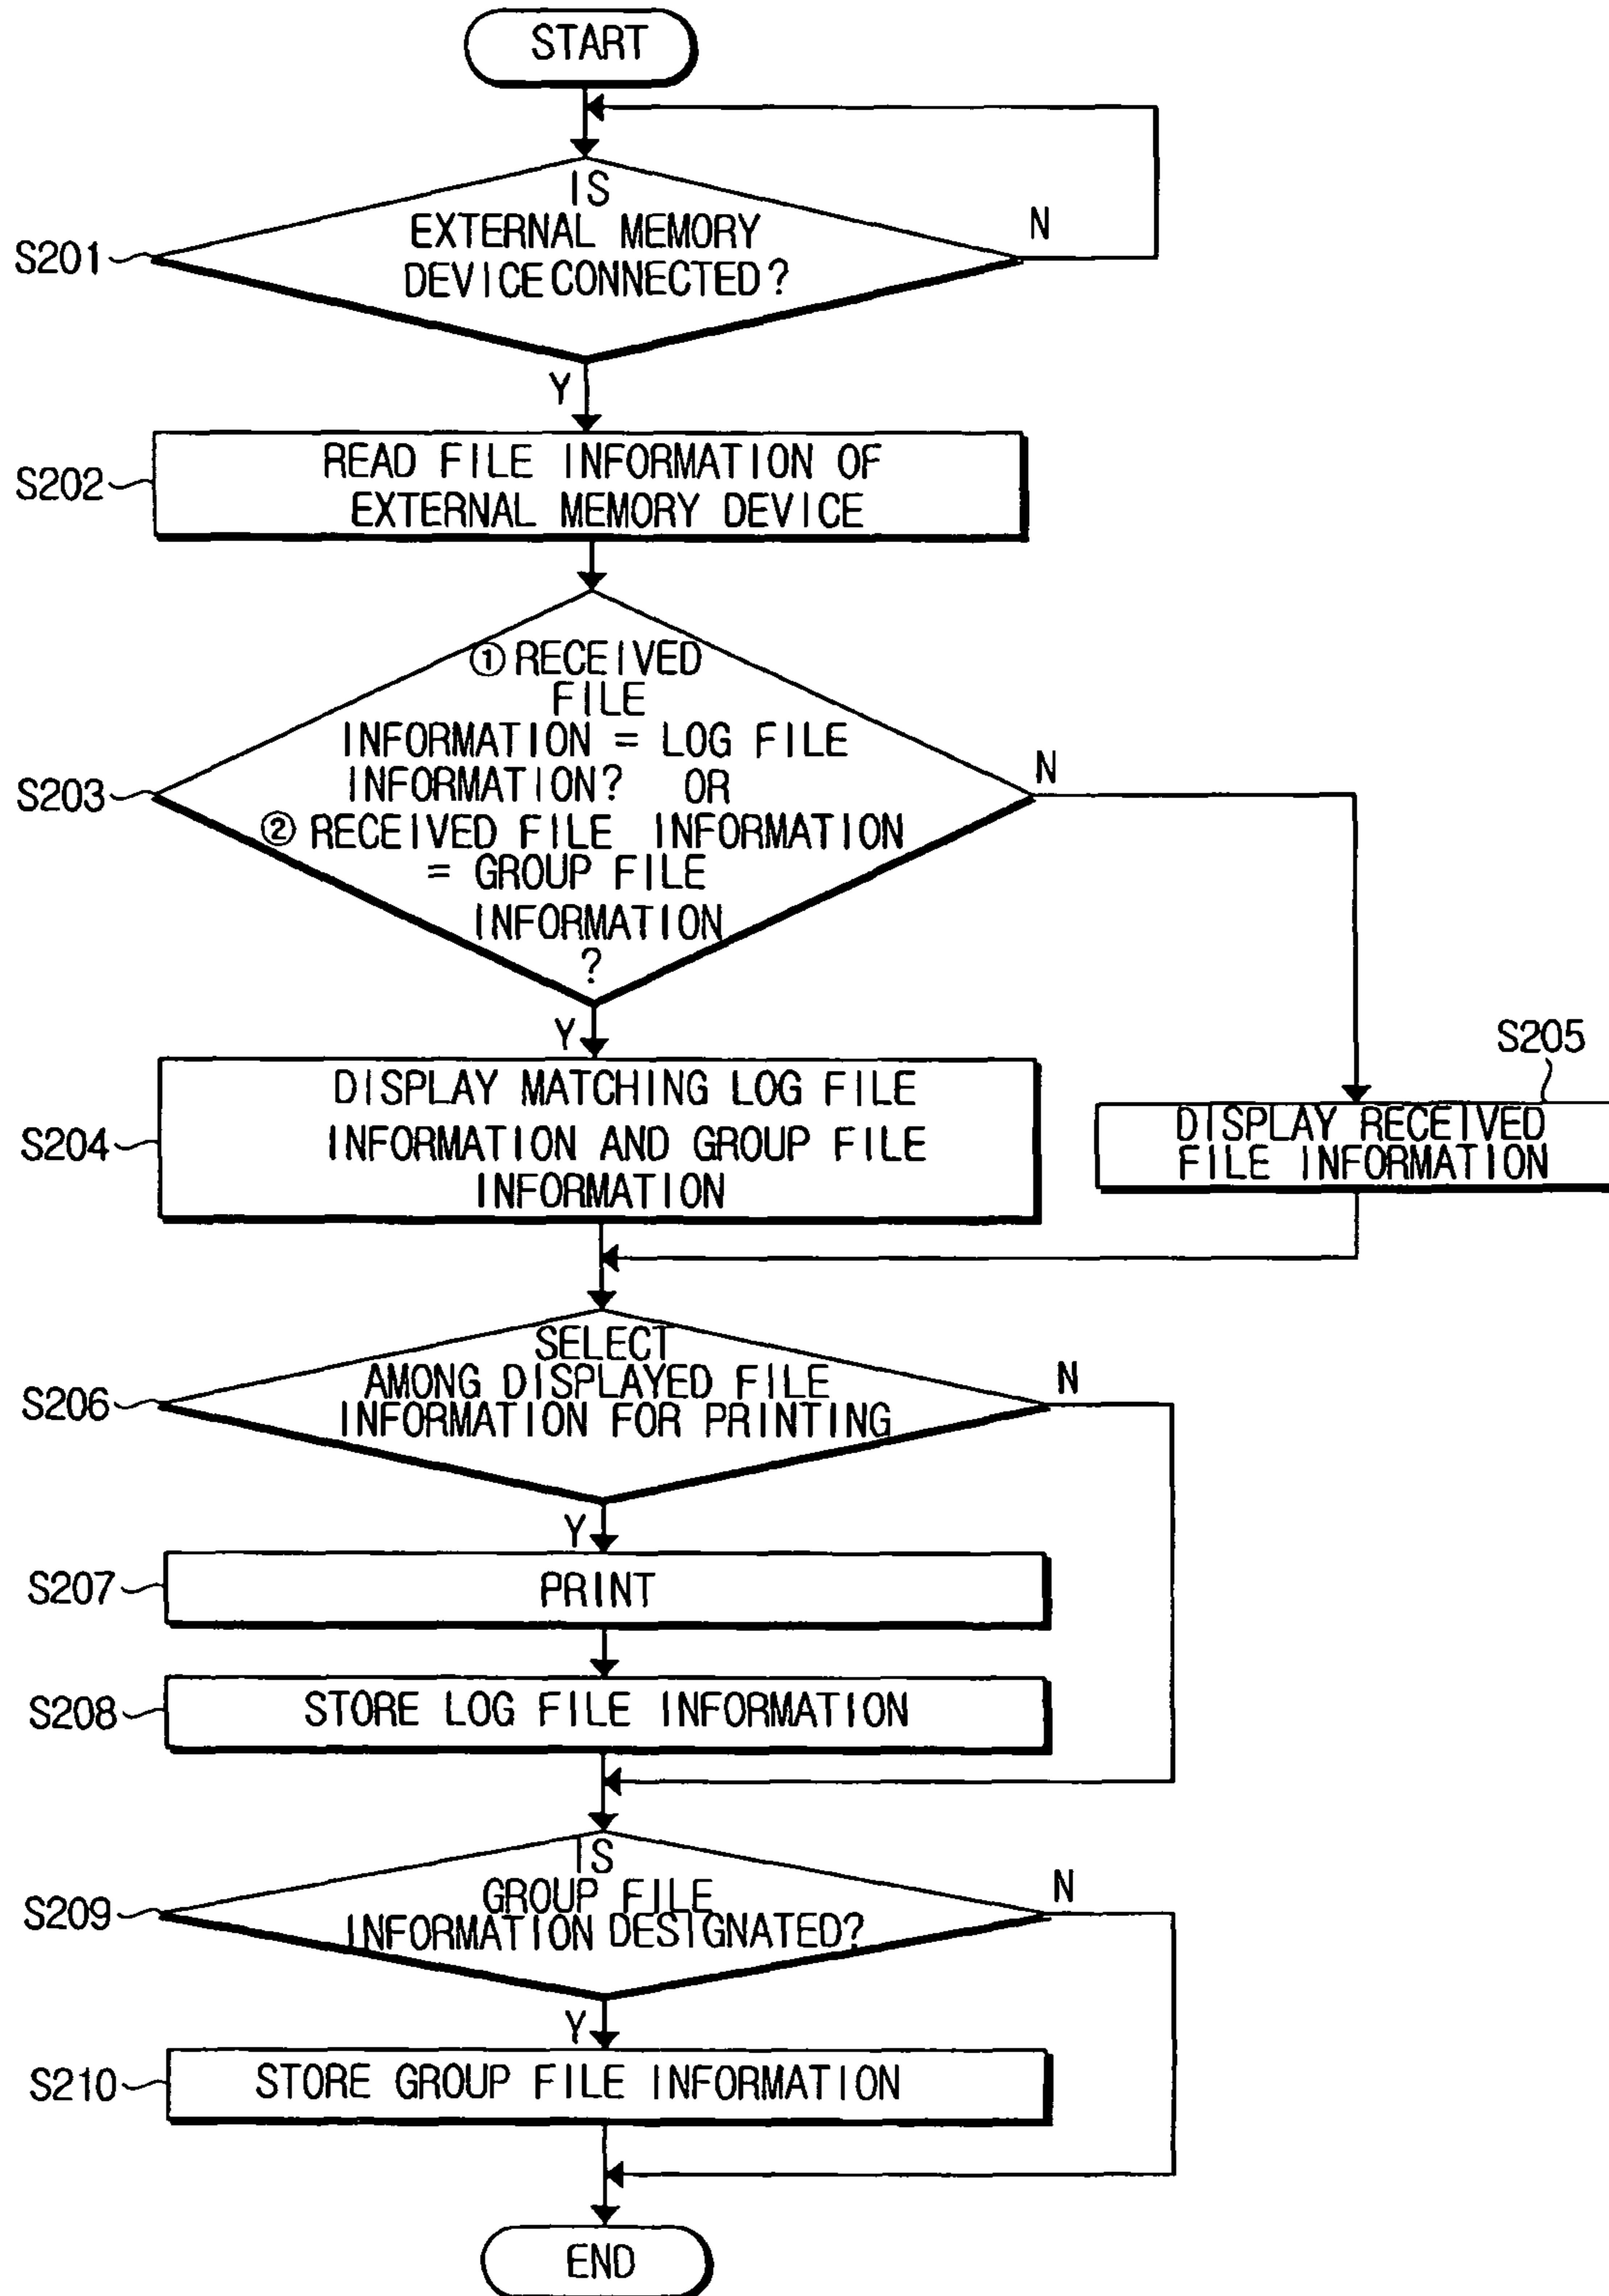 START
IS
EXTERNAL MEMORY
DEVICE CONNECTED?
N
S201
Y
READ FILE INFORMATION OF
EXTERNAL MEMORY DEVICE
S202
① RECEIVED
FILE
INFORMATION = LOG FILE
INFORMATION? OR
② RECEIVED FILE INFORMATION
= GROUP FILE
INFORMATION
?
N
S203
Y
S205
DISPLAY MATCHING LOG FILE
INFORMATION AND GROUP FILE
INFORMATION
S204
DISPLAY RECEIVED
FILE INFORMATION
SELECT
AMONG DISPLAYED FILE
INFORMATION FOR PRINTING
N
S206
Y
S207
PRINT
S208
STORE LOG FILE INFORMATION
IS
GROUP FILE
INFORMATION DESIGNATED?
N
S209
Y
S210
STORE GROUP FILE INFORMATION
END